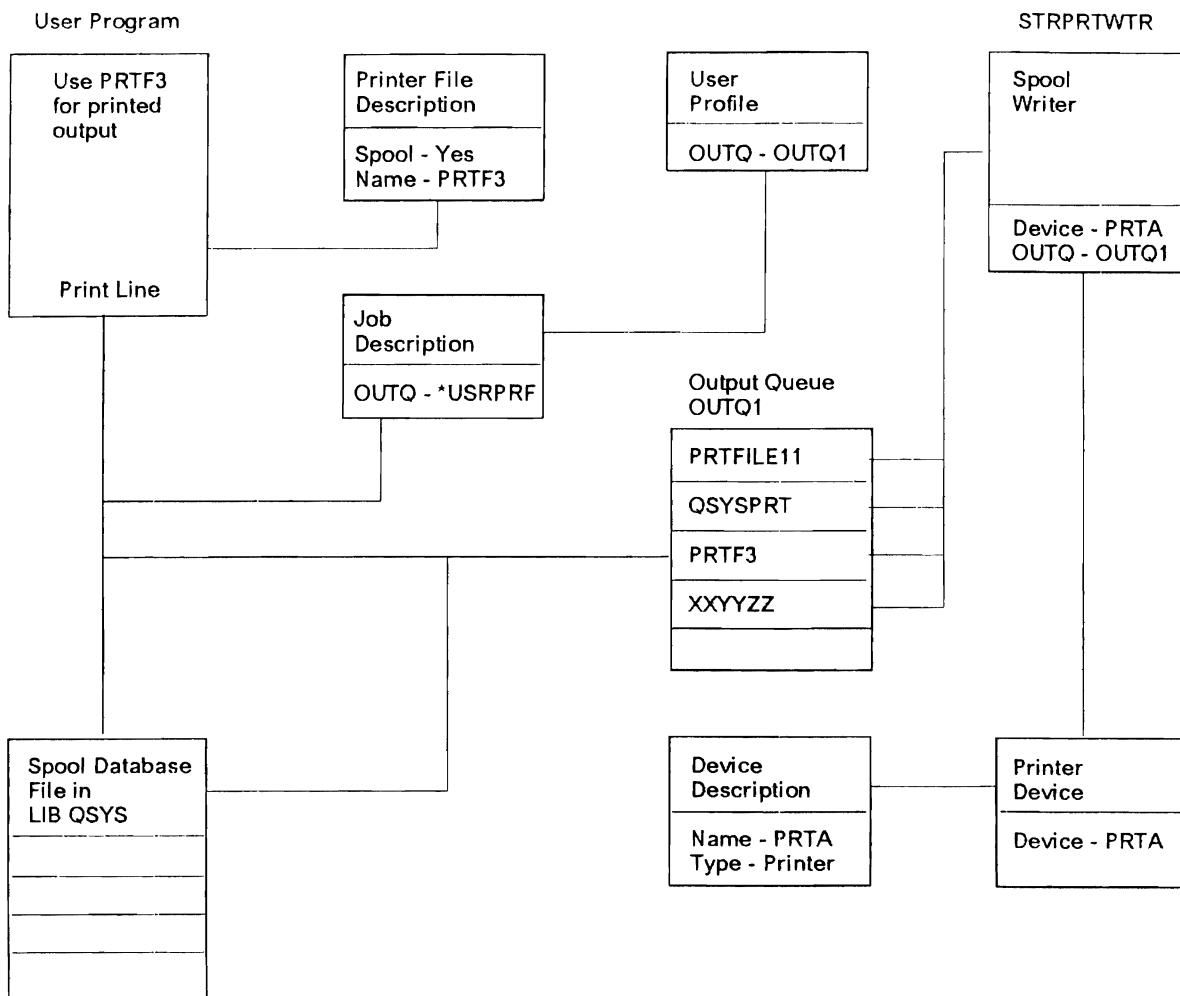 User Program
STRPRTWTR
Use PRTF3
for printed
output
Print Line
Printer File
Description
Spool - Yes
Name - PRTF3
User
Profile
OUTQ - OUTQ1
Spool
Writer
Device - PRTA
OUTQ - OUTQ1
Job
Description
OUTQ - *USRPRF
Output Queue
OUTQ1
PRTFILE11
QSYSPRT
PRTF3
XXYYZZ
Spool Database
File in
LIB QSYS
Device
Description
Name - PRTA
Type - Printer
Printer
Device
Device - PRTA